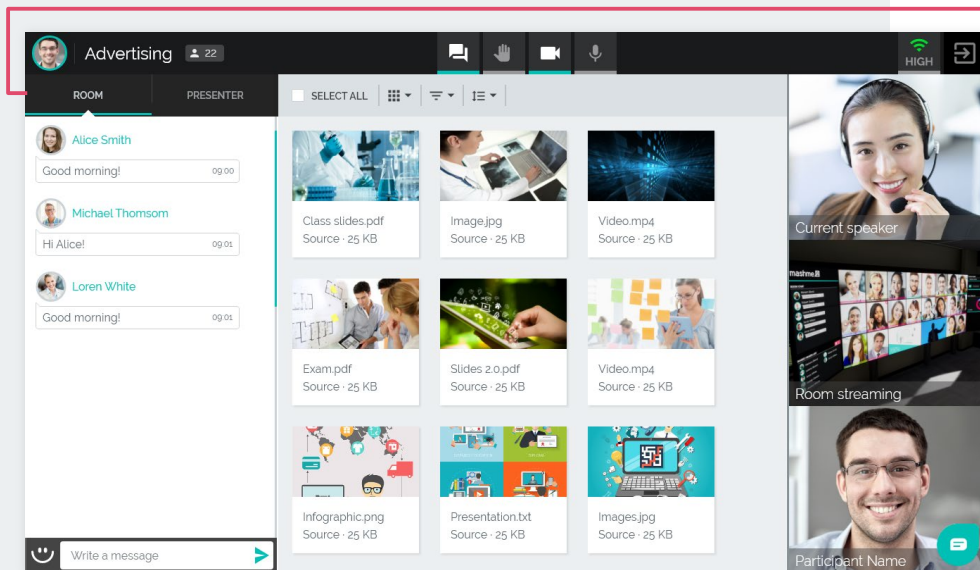 Advertising 22
HIGH
ROOM PRESENTER
SELECT ALL
Alice Smith
Good morning! 09:00
Michael Thomsom
Hi Alice! 09:01
Loren White
Good morning! 09:01
Write a message
Class slides.pdf
Source · 25 KB
Image.jpg
Source · 25 KB
Video.mp4
Source · 25 KB
Exam.pdf
Source · 25 KB
Slides 2.0.pdf
Source · 25 KB
Video.mp4
Source · 25 KB
Infographic.png
Source · 25 KB
Presentation.txt
Source · 25 KB
Images.jpg
Source · 25 KB
Current speaker
mashme
Room streaming
Participant Name